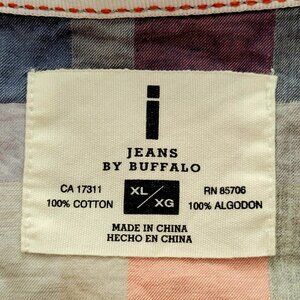 i
JEANS
BY BUFFALO
CA 17311 XL/XG RN 85706
100% COTTON 100% ALGODON
MADE IN CHINA
HECHO EN CHINA